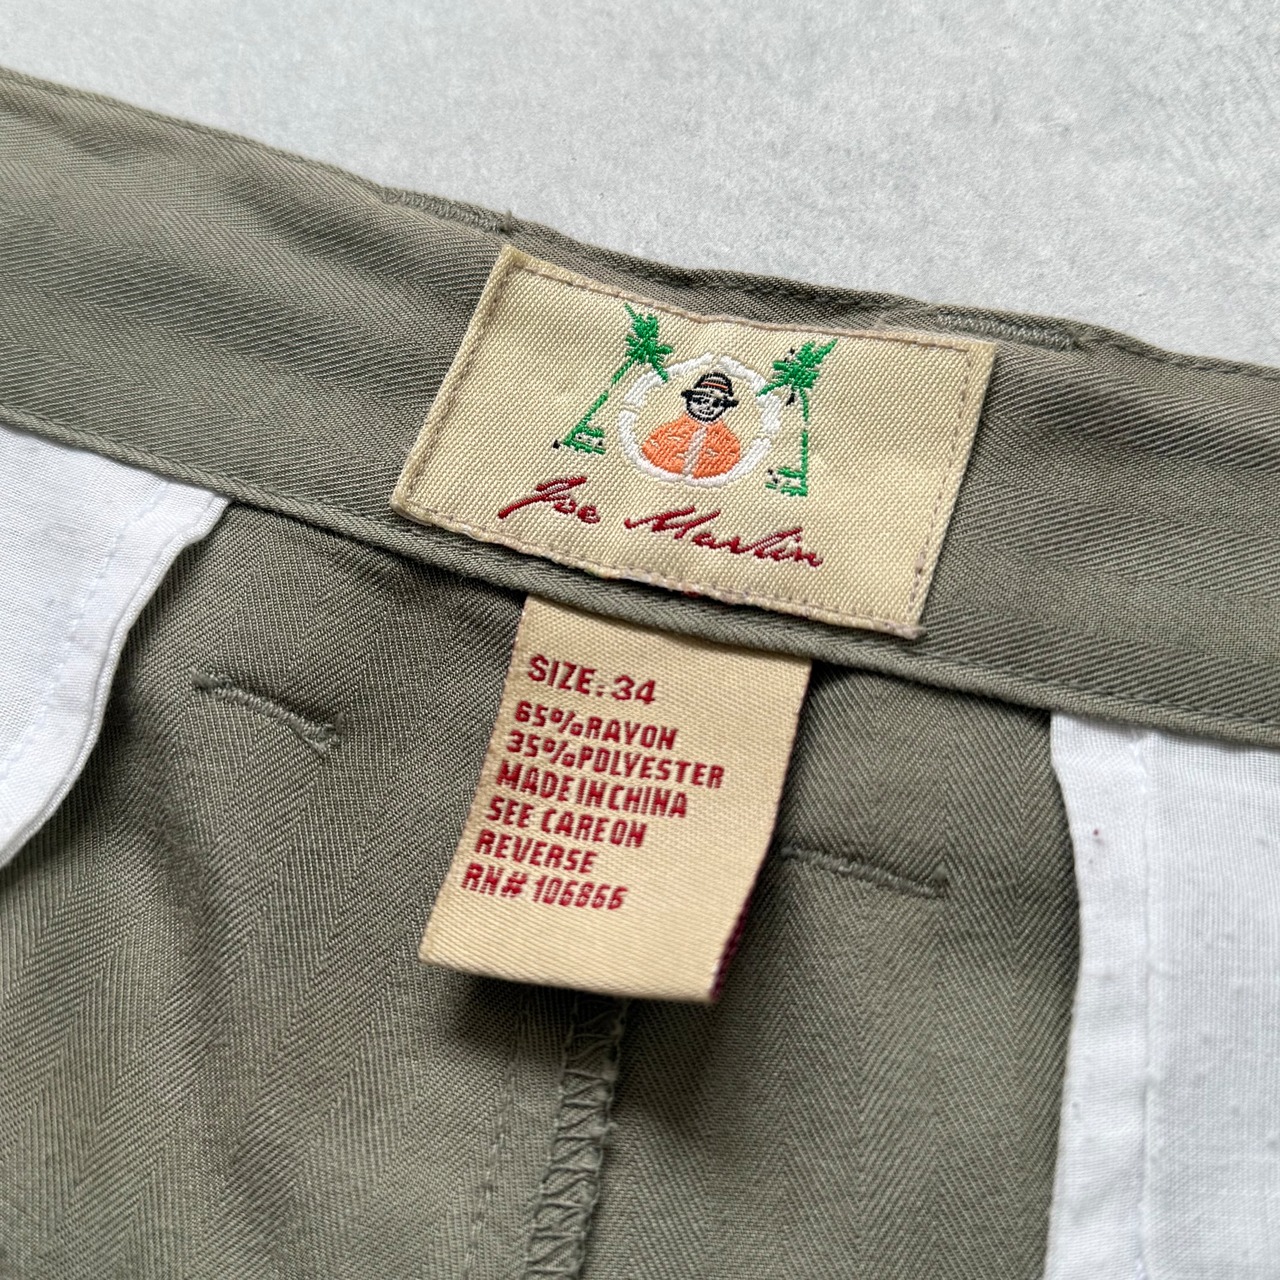 Joe Marlin
SIZE: 34
65%RAYON
35%POLYESTER
MADE IN CHINA
SEE CARE ON
REVERSE
RN# 106866